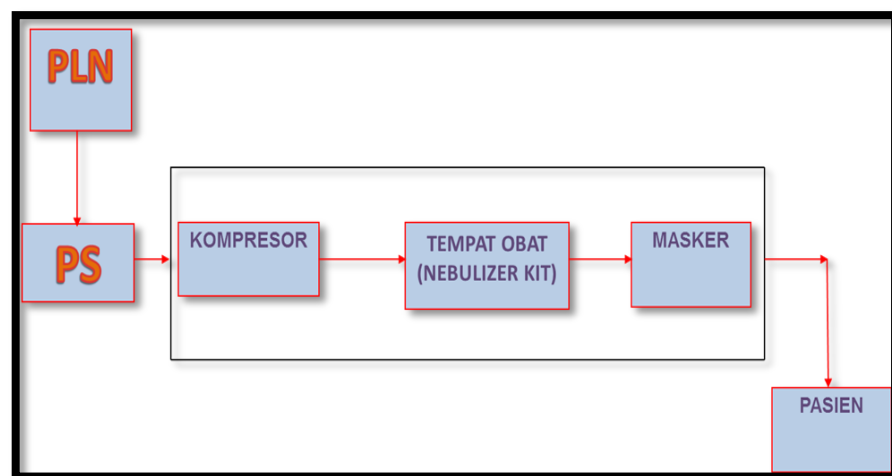 PLN
PS
KOMPRESOR
TEMPAT OBAT
(NEBULIZER KIT)
MASKER
PASIEN